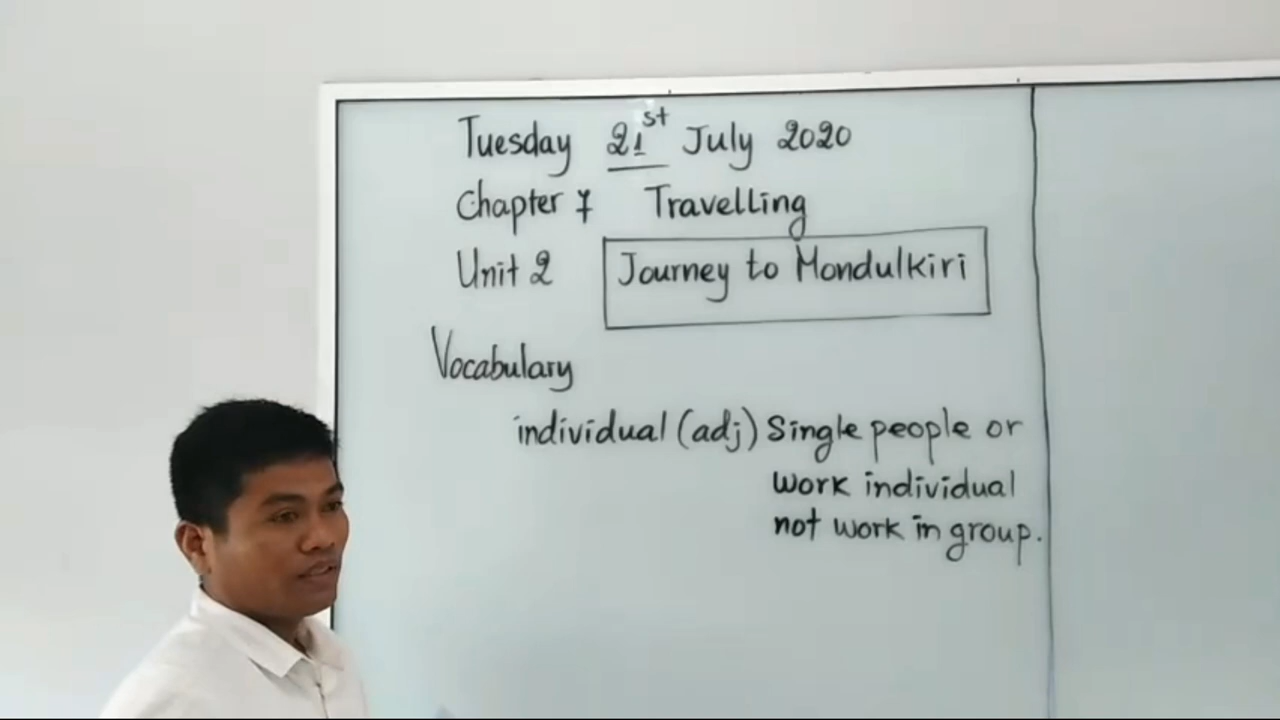 Tuesday 21st July 2020
Chapter 7 Travelling
Unit 2 Journey to Mondulkiri
Vocabulary
individual (adj) Single people or
work individual
not work in group.